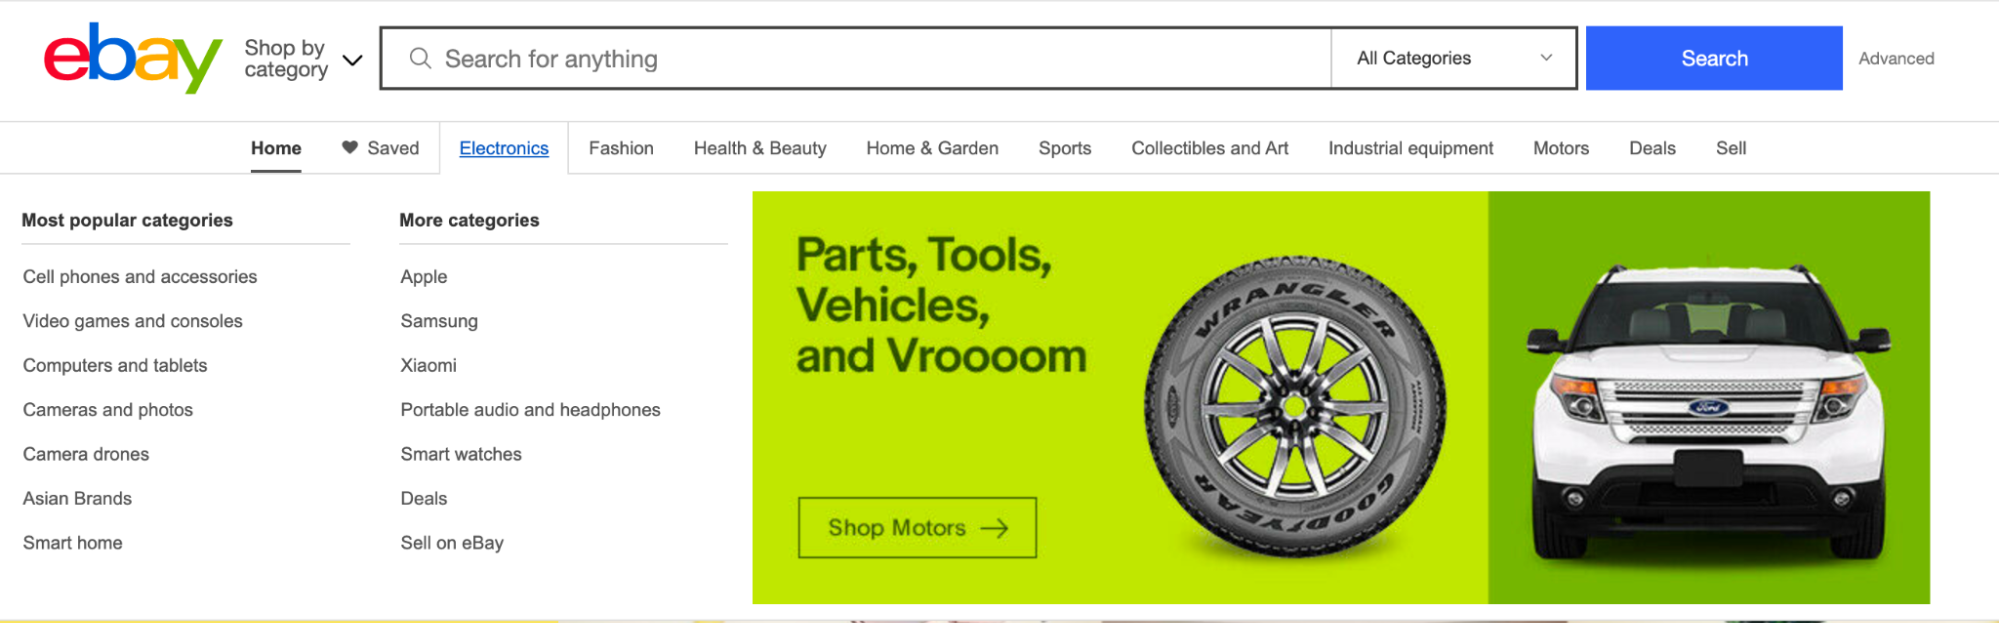 ebay
Shop by
category
Search for anything
All Categories
Search
Advanced
Home
Saved
Electronics
Fashion
Health & Beauty
Home & Garden
Sports
Collectibles and Art
Industrial equipment
Motors
Deals
Sell
Most popular categories
Cell phones and accessories
Video games and consoles
Computers and tablets
Cameras and photos
Camera drones
Asian Brands
Smart home
More categories
Apple
Samsung
Xiaomi
Portable audio and headphones
Smart watches
Deals
Sell on eBay
Parts, Tools,
Vehicles,
and Vroooom
Shop Motors
WRANGLER
GOODYEAR
Ford